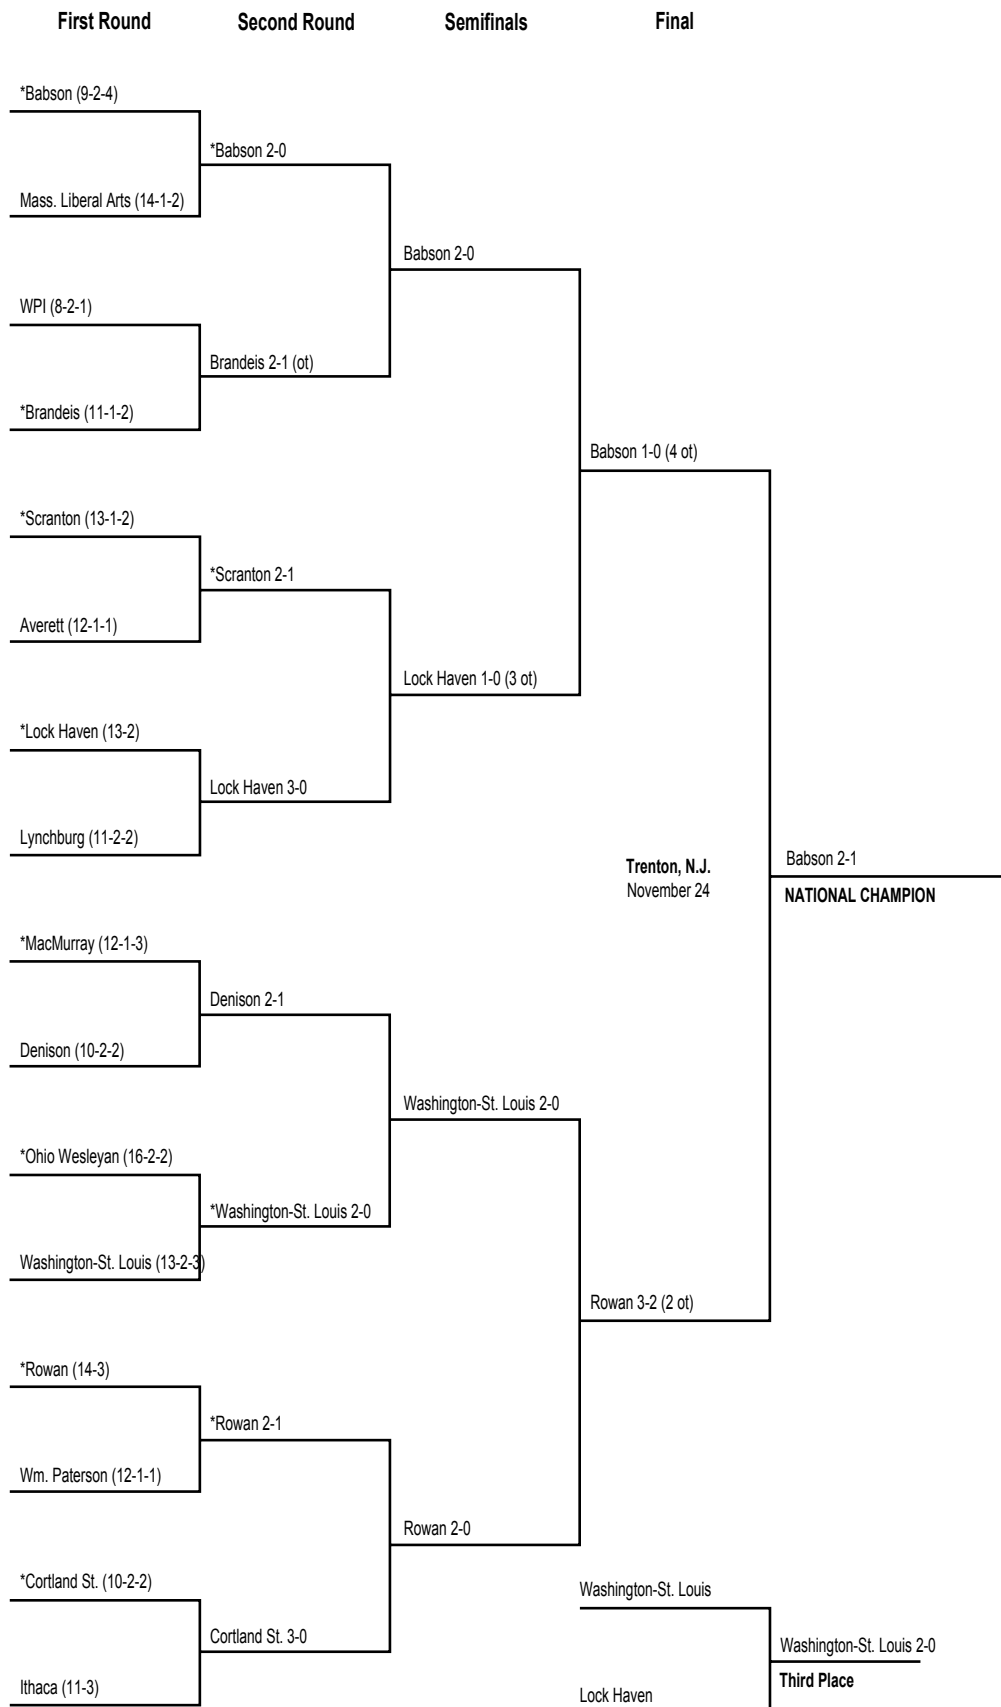 First Round
Second Round
Semifinals
Final
*Babson (9-2-4)
*Babson 2-0
Mass. Liberal Arts (14-1-2)
Babson 2-0
WPI (8-2-1)
Brandeis 2-1 (ot)
*Brandeis (11-1-2)
Babson 1-0 (4 ot)
*Scranton (13-1-2)
*Scranton 2-1
Averett (12-1-1)
Lock Haven 1-0 (3 ot)
*Lock Haven (13-2)
Lock Haven 3-0
Lynchburg (11-2-2)
Trenton, N.J.
November 24
Babson 2-1
NATIONAL CHAMPION
*MacMurray (12-1-3)
Denison 2-1
Denison (10-2-2)
Washington-St. Louis 2-0
*Ohio Wesleyan (16-2-2)
*Washington-St. Louis 2-0
Washington-St. Louis (13-2-3)
Rowan 3-2 (2 ot)
*Rowan (14-3)
*Rowan 2-1
Wm. Paterson (12-1-1)
Rowan 2-0
*Cortland St. (10-2-2)
Cortland St. 3-0
Ithaca (11-3)
Washington-St. Louis
Washington-St. Louis 2-0
Third Place
Lock Haven